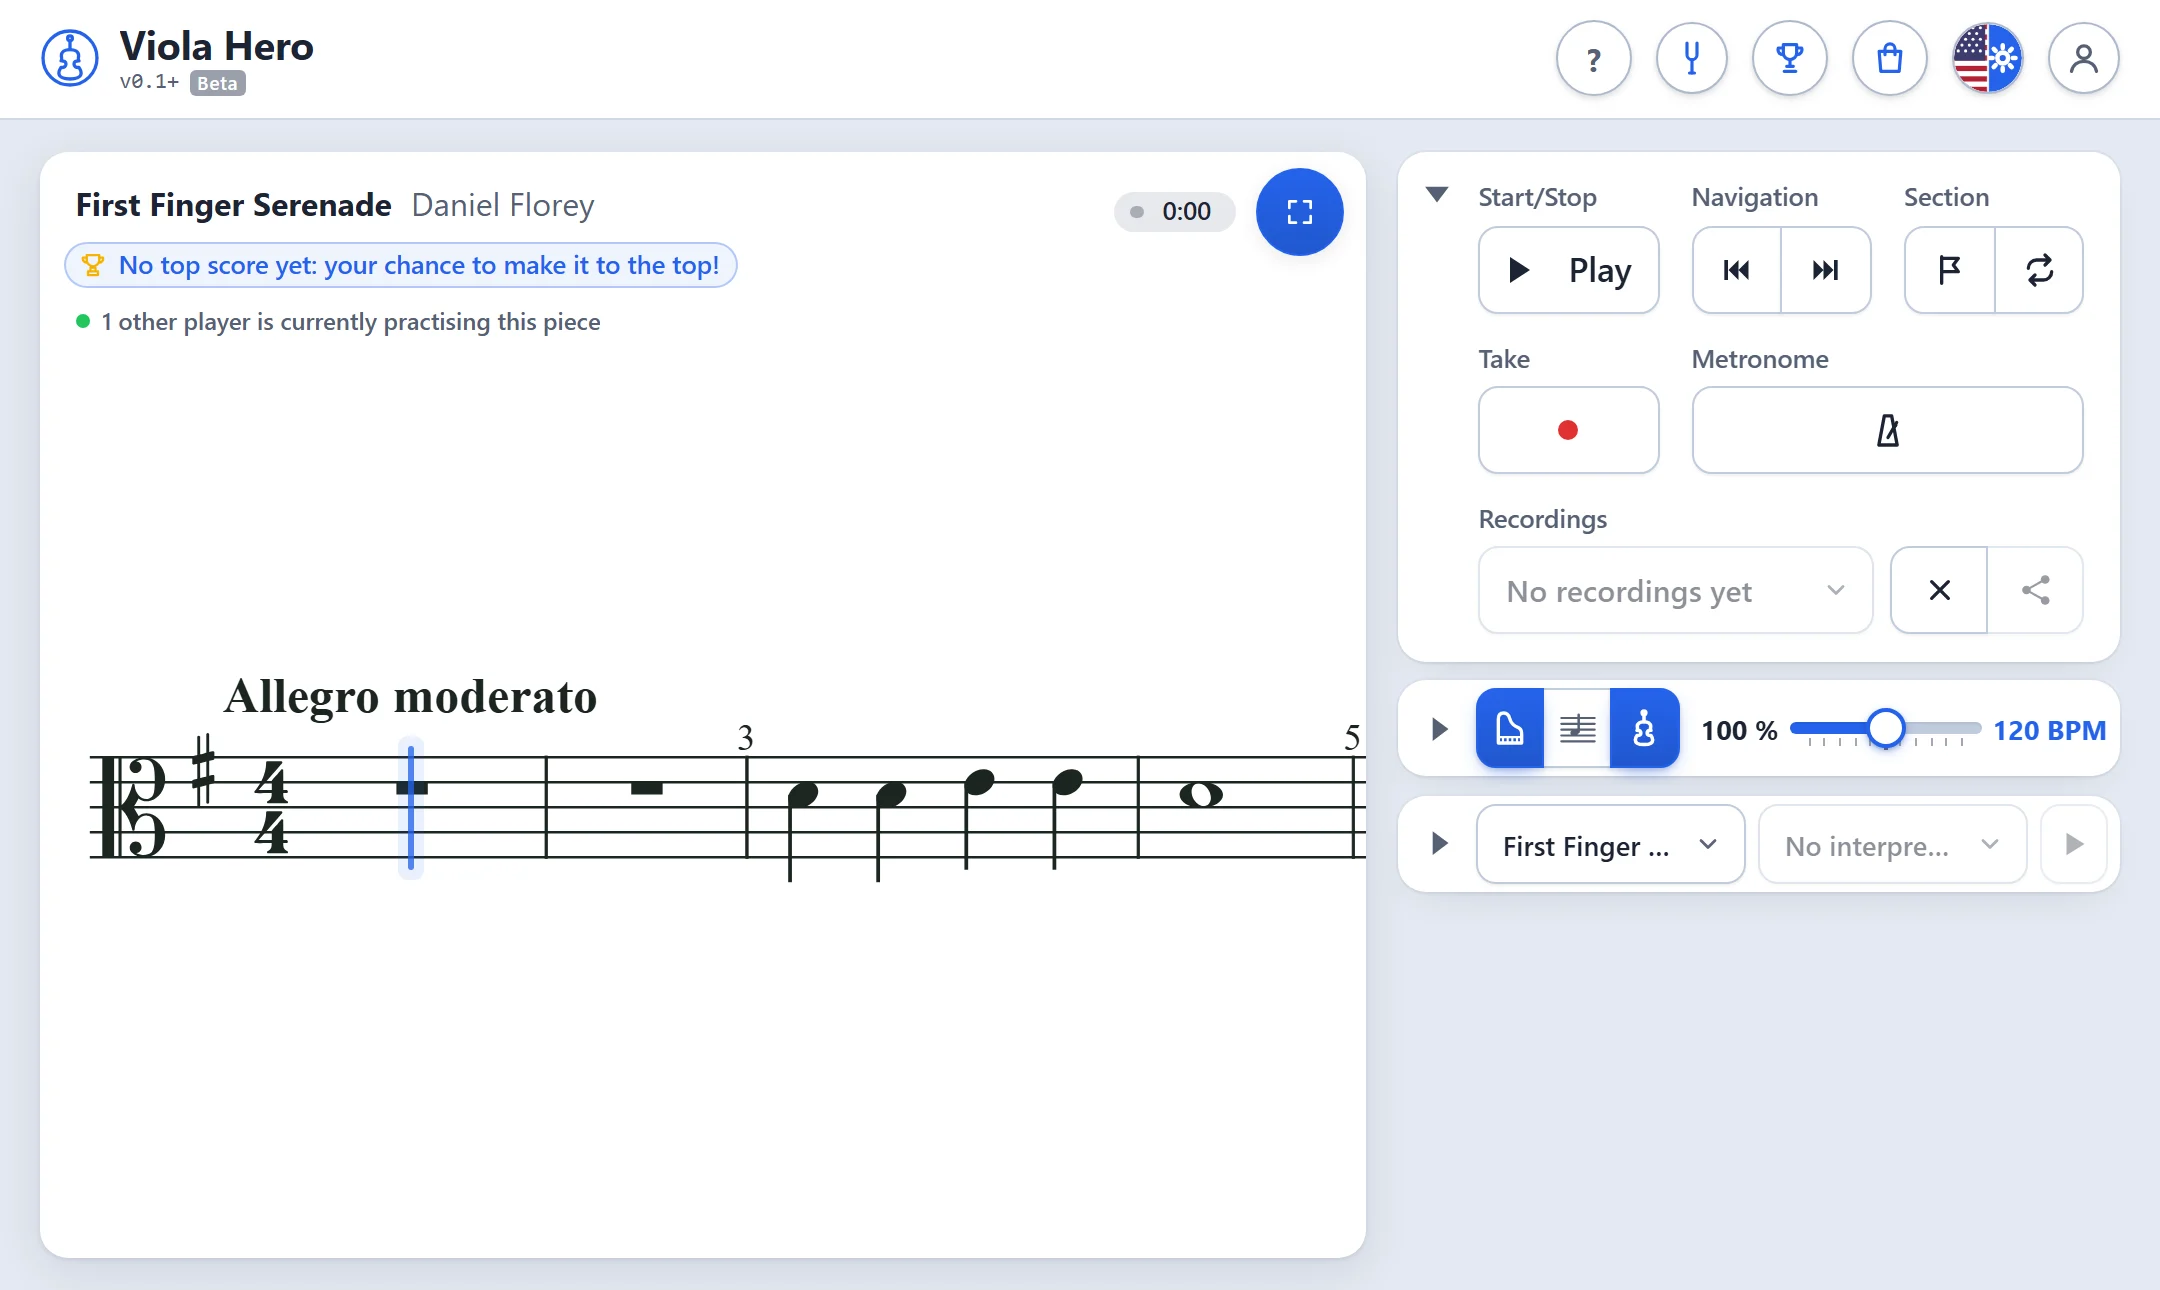 Viola Hero
v0.1+ Beta
?
First Finger Serenade Daniel Florey
0:00
No top score yet: your chance to make it to the top!
1 other player is currently practising this piece
Allegro moderato
3
5
4
4
Start/Stop
Navigation
Section
Play
Take
Metronome
Recordings
No recordings yet
100 %
120 BPM
First Finger ...
No interpre...